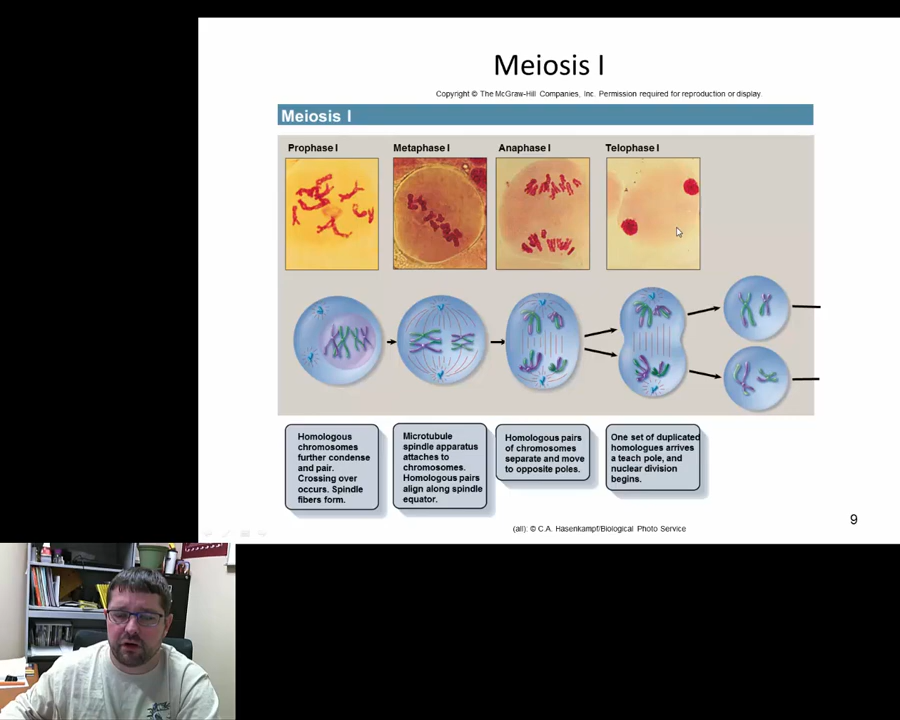 Meiosis I
Copyright © The McGraw-Hill Companies, Inc. Permission required for reproduction or display.
Meiosis I
Prophase I
Metaphase I
Anaphase I
Telophase I
Homologous
chromosomes
further condense
and pair.
Crossing over
occurs. Spindle
fibers form.
Microtubule
spindle apparatus
attaches to
chromosomes.
Homologous pairs
align along spindle
equator.
Homologous pairs
of chromosomes
separate and move
to opposite poles.
One set of duplicated
homologues arrives
a teach pole, and
nuclear division
begins.
(all): © C.A. Hasenkampf/Biological Photo Service
9